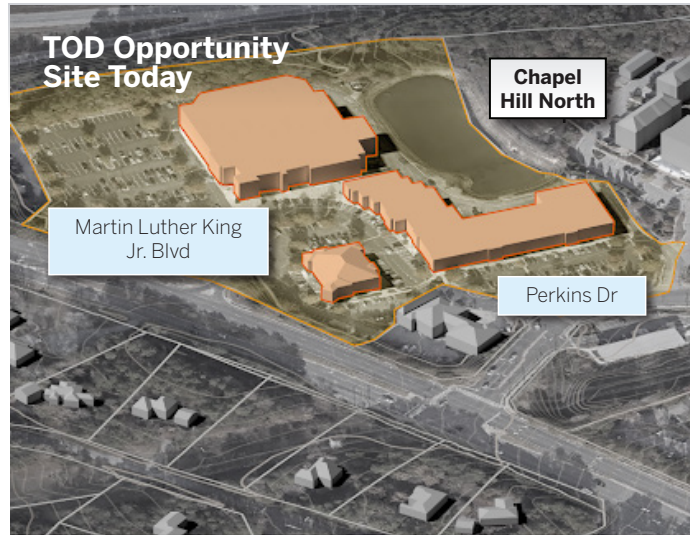 TOD Opportunity
Site Today
Chapel
Hill North
Martin Luther King
Jr. Blvd
Perkins Dr